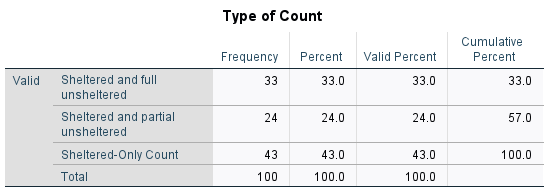 Type of Count
Frequency Percent Valid Percent Cumulative Percent
Valid Sheltered and full unsheltered 33 33.0 33.0 33.0
Sheltered and partial unsheltered 24 24.0 24.0 57.0
Sheltered-Only Count 43 43.0 43.0 100.0
Total 100 100.0 100.0